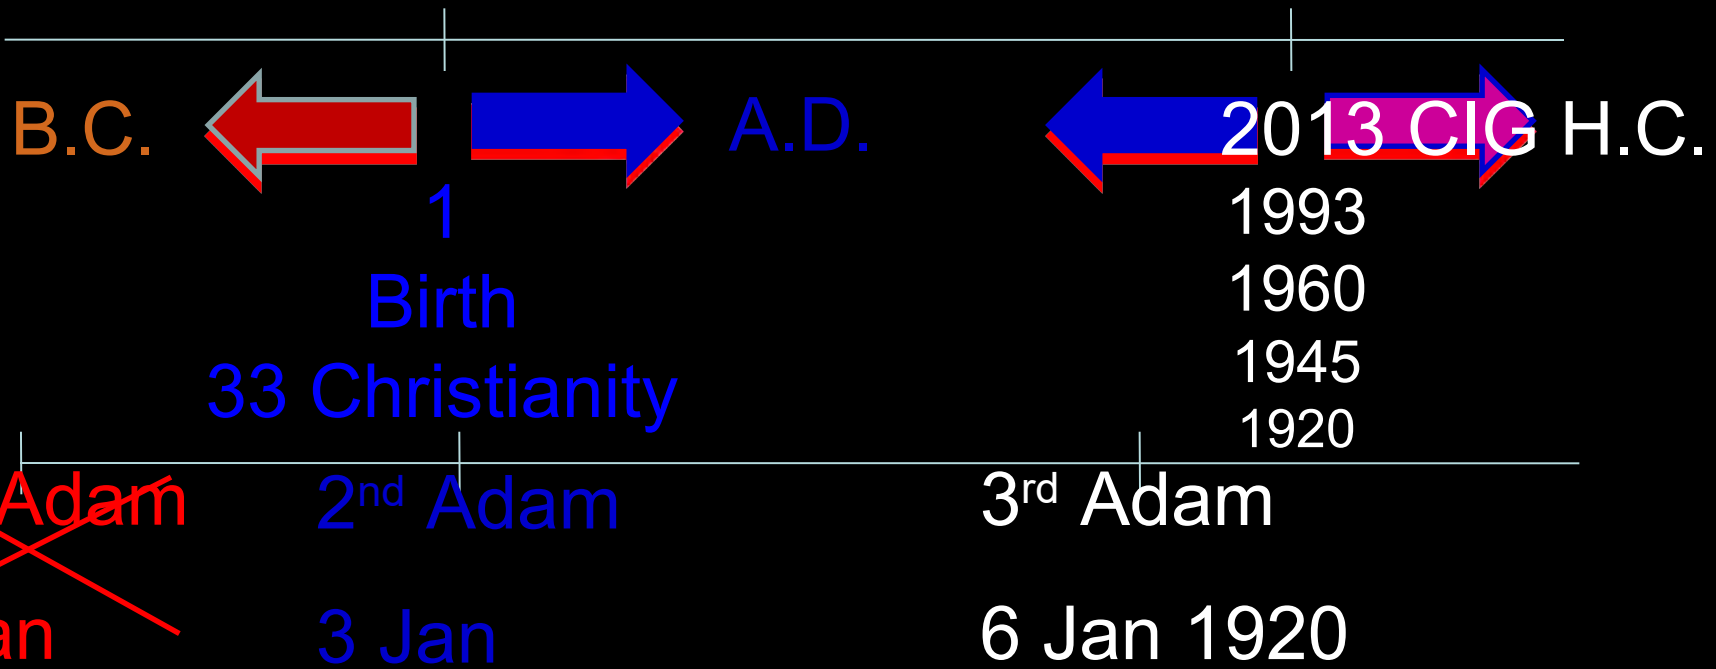 B.C. A.D. 2013 CIG H.C.
1
Birth
33 Christianity
1993
1960
1945
1920
Adam 2nd Adam 3rd Adam
3 Jan 6 Jan 1920